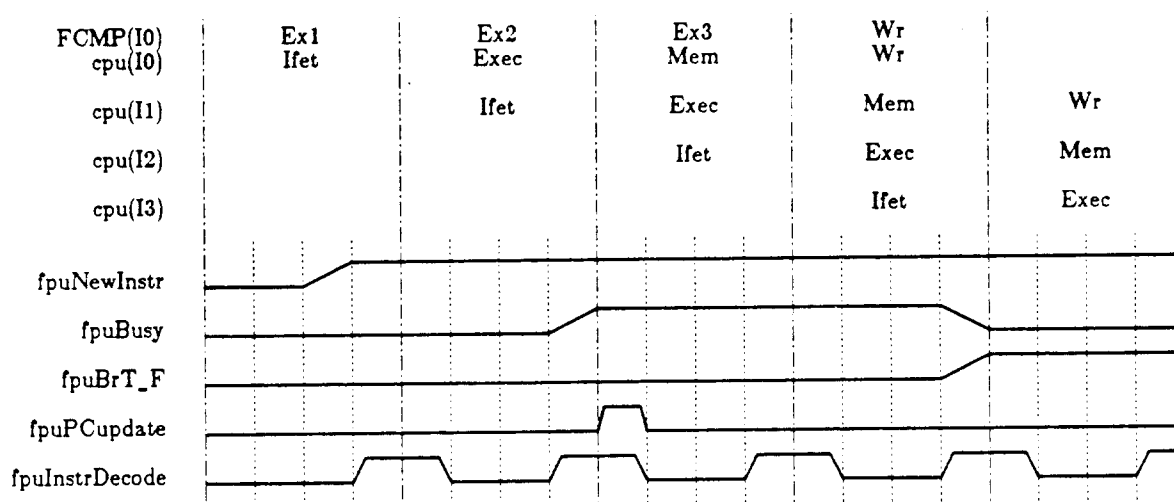 FCMP(I0) Ex1 Ex2 Ex3 Wr
cpu(I0) Ifet Exec Mem Wr
cpu(I1) Ifet Exec Mem Wr
cpu(I2) Ifet Exec Mem
cpu(I3) Ifet Exec
fpuNewInstr
fpuBusy
fpuBrT_F
fpuPCupdate
fpuInstrDecode